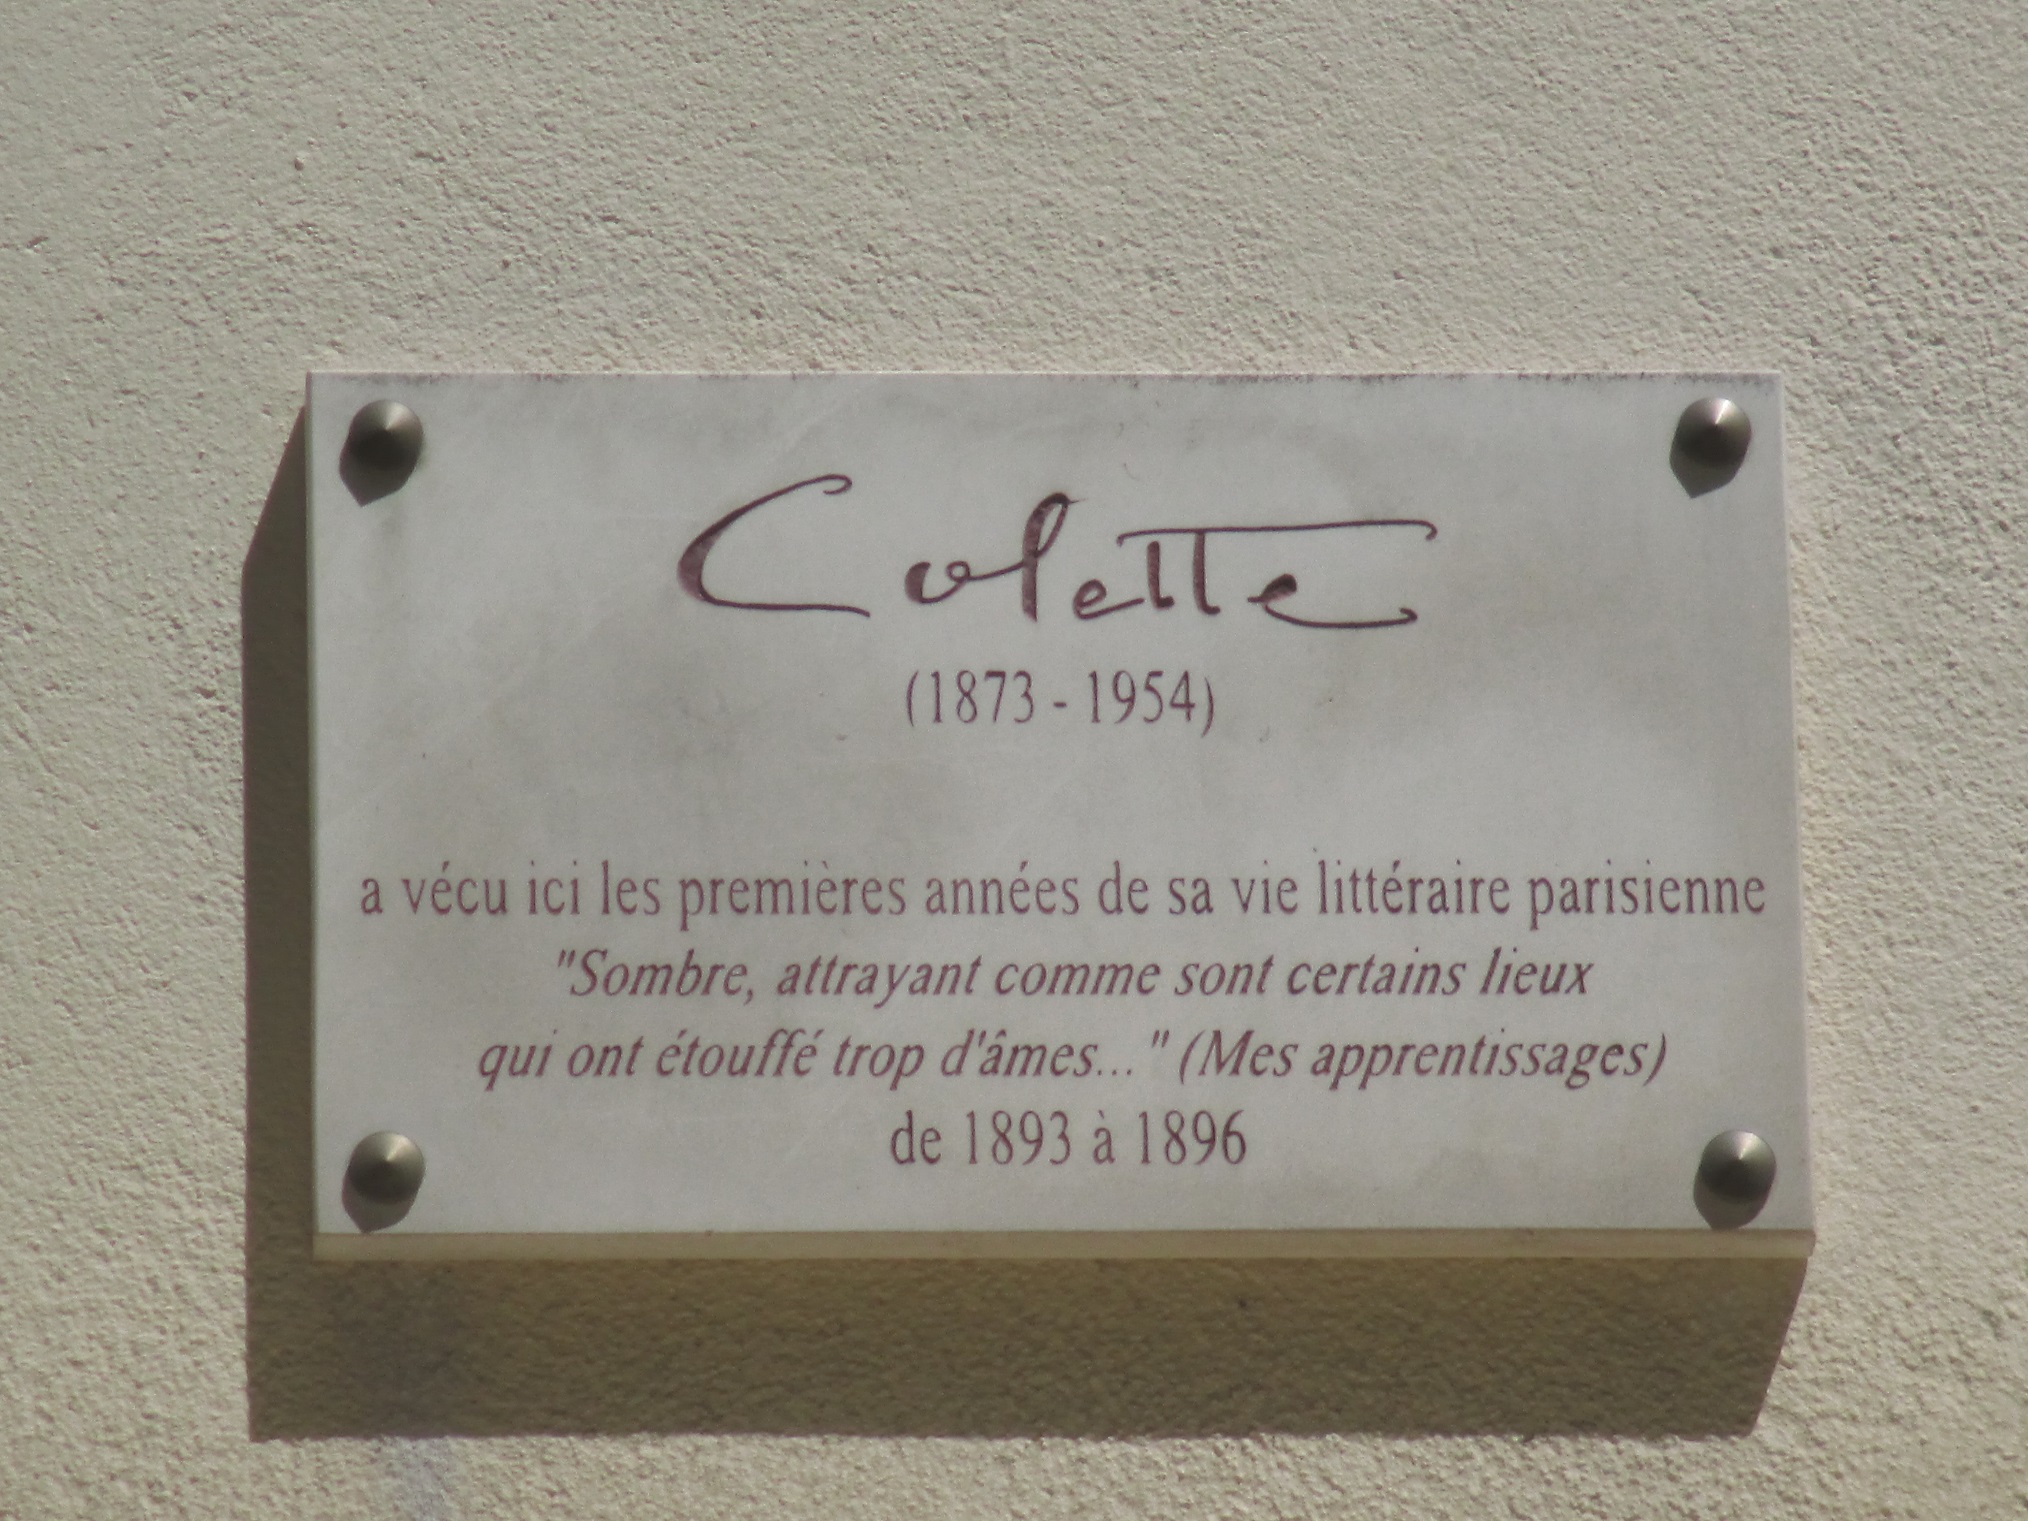 Colette
(1873 - 1954)
a vécu ici les premières années de sa vie littéraire parisienne
"Sombre, attrayant comme sont certains lieux
qui ont étouffé trop d'âmes..." (Mes apprentissages)
de 1893 à 1896